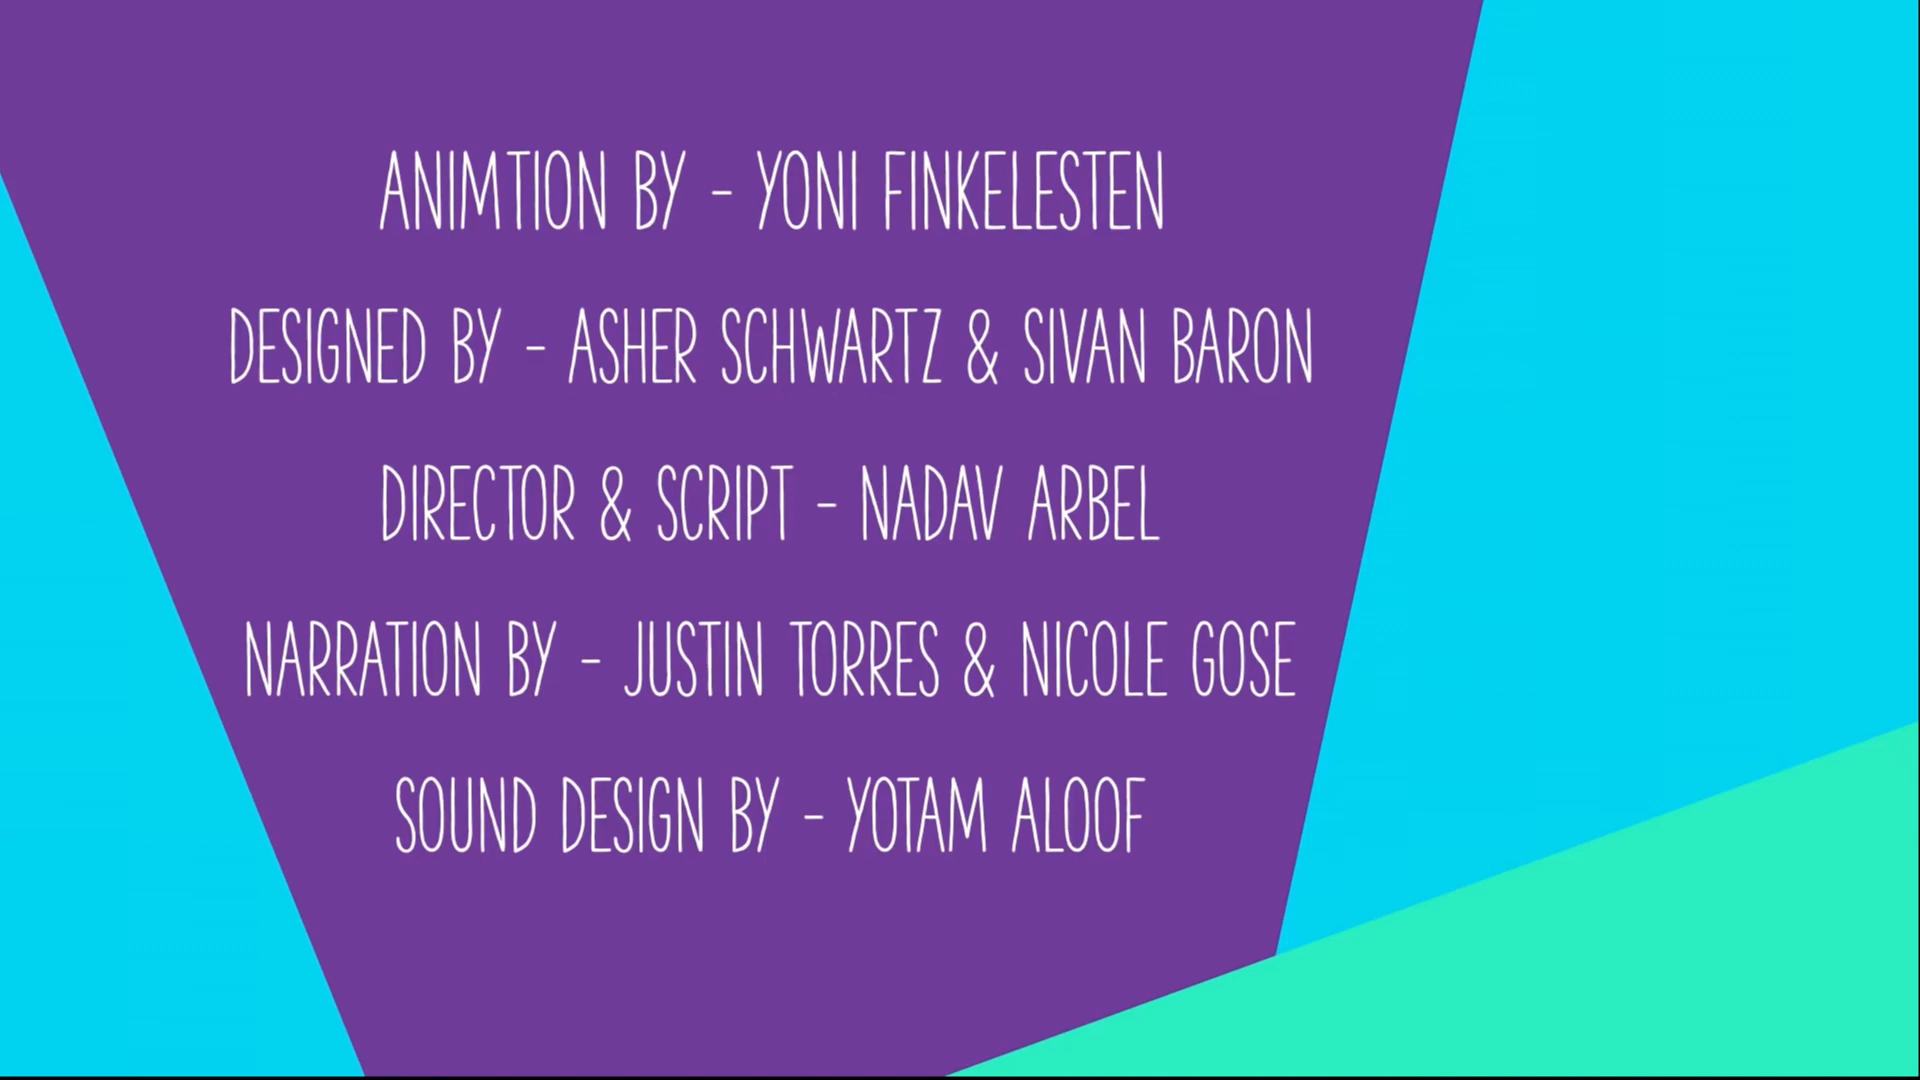 ANIMTION BY - YONI FINKELESTEN
DESIGNED BY - ASHER SCHWARTZ & SIVAN BARON
DIRECTOR & SCRIPT - NADAV ARBEL
NARRATION BY - JUSTIN TORRES & NICOLE GOSE
SOUND DESIGN BY - YOTAM ALOOF